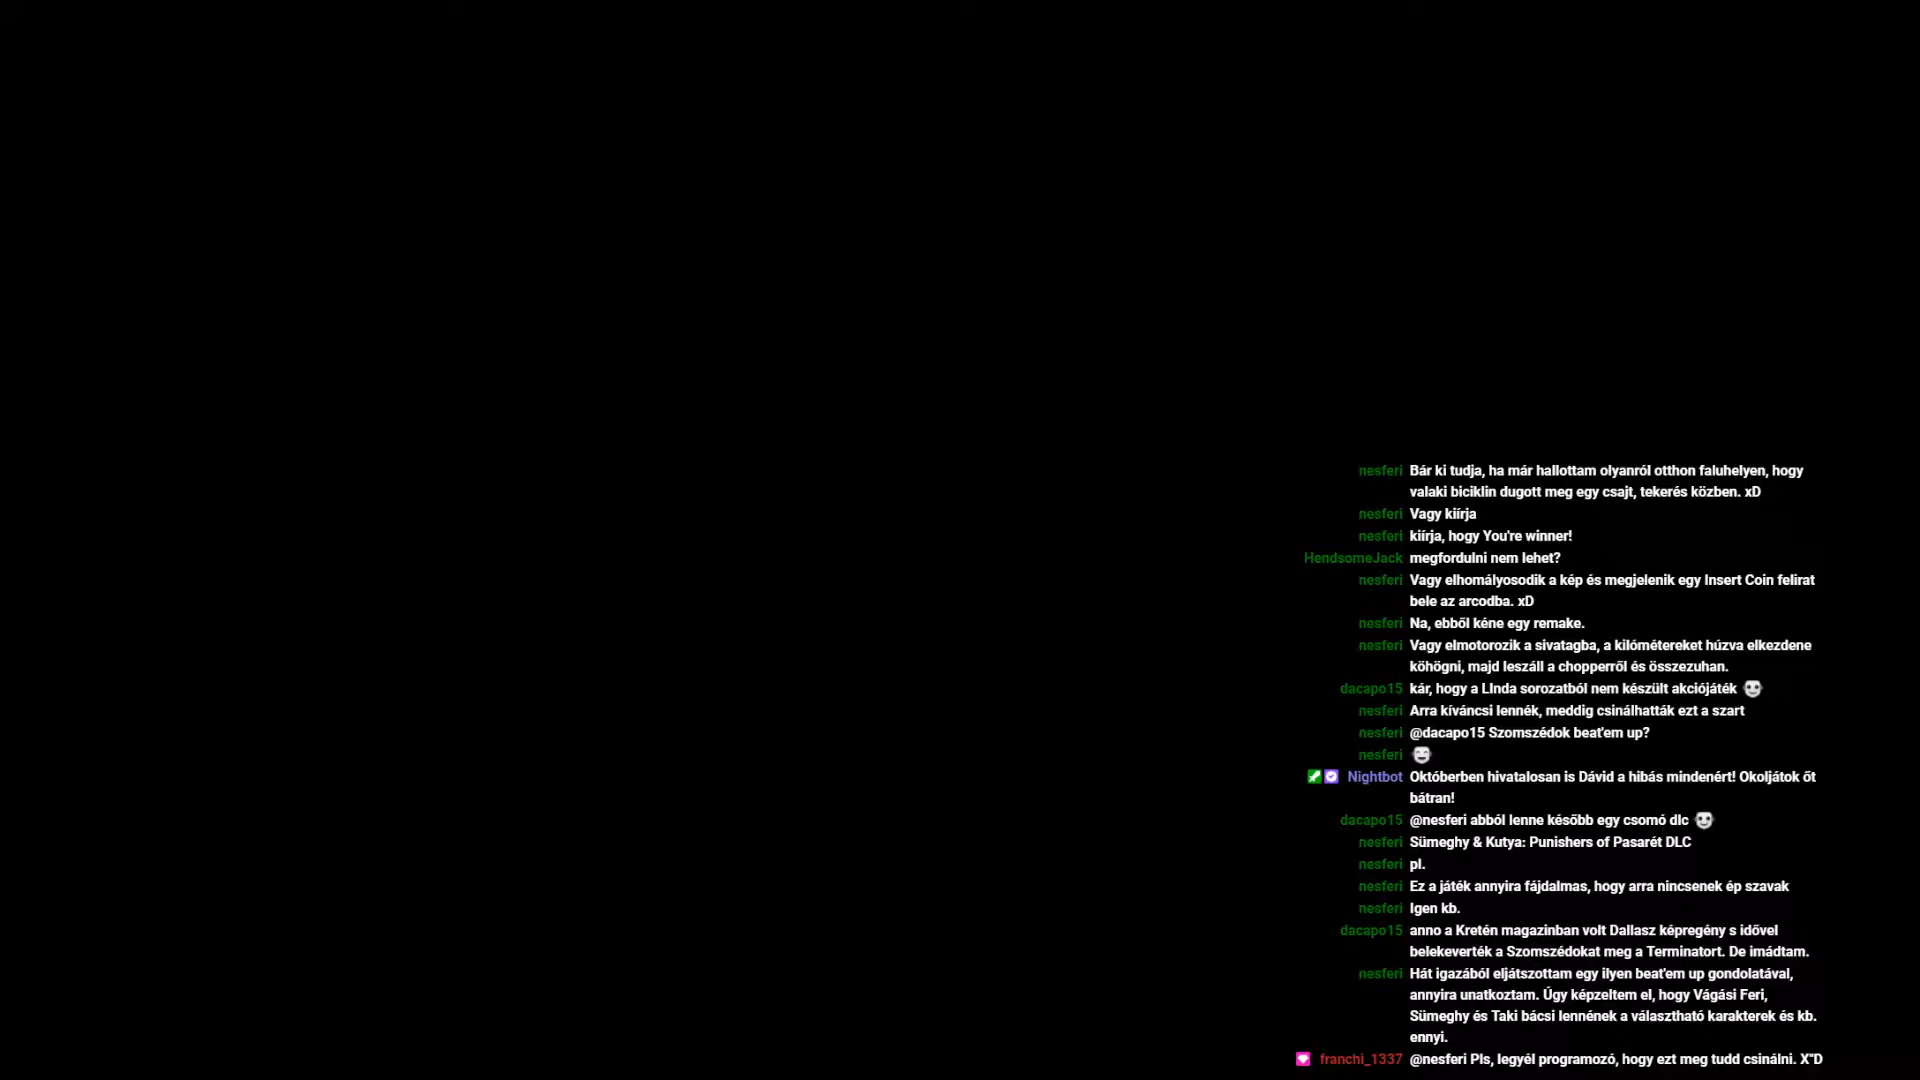 nesferi Bár ki tudja, ha már hallottam olyanról otthon faluhelyen, hogy
valaki biciklin dugott meg egy csajt, tekerés közben. xD
nesferi Vagy kiírja
nesferi kiírja, hogy You're winner!
HendsomeJack megfordulni nem lehet?
nesferi Vagy elhomályosodik a kép és megjelenik egy Insert Coin felirat
bele az arcodba. xD
nesferi Na, ebből kéne egy remake.
nesferi Vagy elmotorozik a sivatagba, a kilómétereket húzva elkezdene
köhögni, majd leszáll a chopperről és összezuhan.
dacapo15 kár, hogy a LInda sorozatból nem készült akciójáték
nesferi Arra kíváncsi lennék, meddig csinálhatták ezt a szart
nesferi @dacapo15 Szomszédok beat'em up?
nesferi
Nightbot Októberben hivatalosan is Dávid a hibás mindenért! Okoljátok őt
bátran!
dacapo15 @nesferi abból lenne később egy csomó dlc
nesferi Sümeghy & Kutya: Punishers of Pasarét DLC
nesferi pl.
nesferi Ez a játék annyira fájdalmas, hogy arra nincsenek ép szavak
nesferi Igen kb.
dacapo15 anno a Kretén magazinban volt Dallasz képregény s idővel
belekeverték a Szomszédokat meg a Terminatort. De imádtam.
nesferi Hát igazából eljátszottam egy ilyen beat'em up gondolatával,
annyira unatkoztam. Úgy képzeltem el, hogy Vágási Feri,
Sümeghy és Taki bácsi lennének a választható karakterek és kb.
ennyi.
franchi_1337 @nesferi Pls, legyél programozó, hogy ezt meg tudd csinálni. X"D